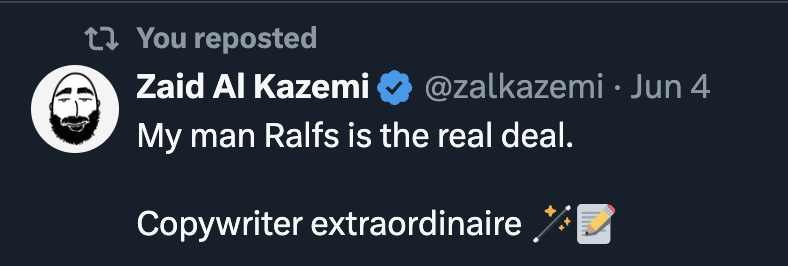 You reposted
Zaid Al Kazemi @zalkazemi · Jun 4
My man Ralfs is the real deal.
Copywriter extraordinaire 🪄📝